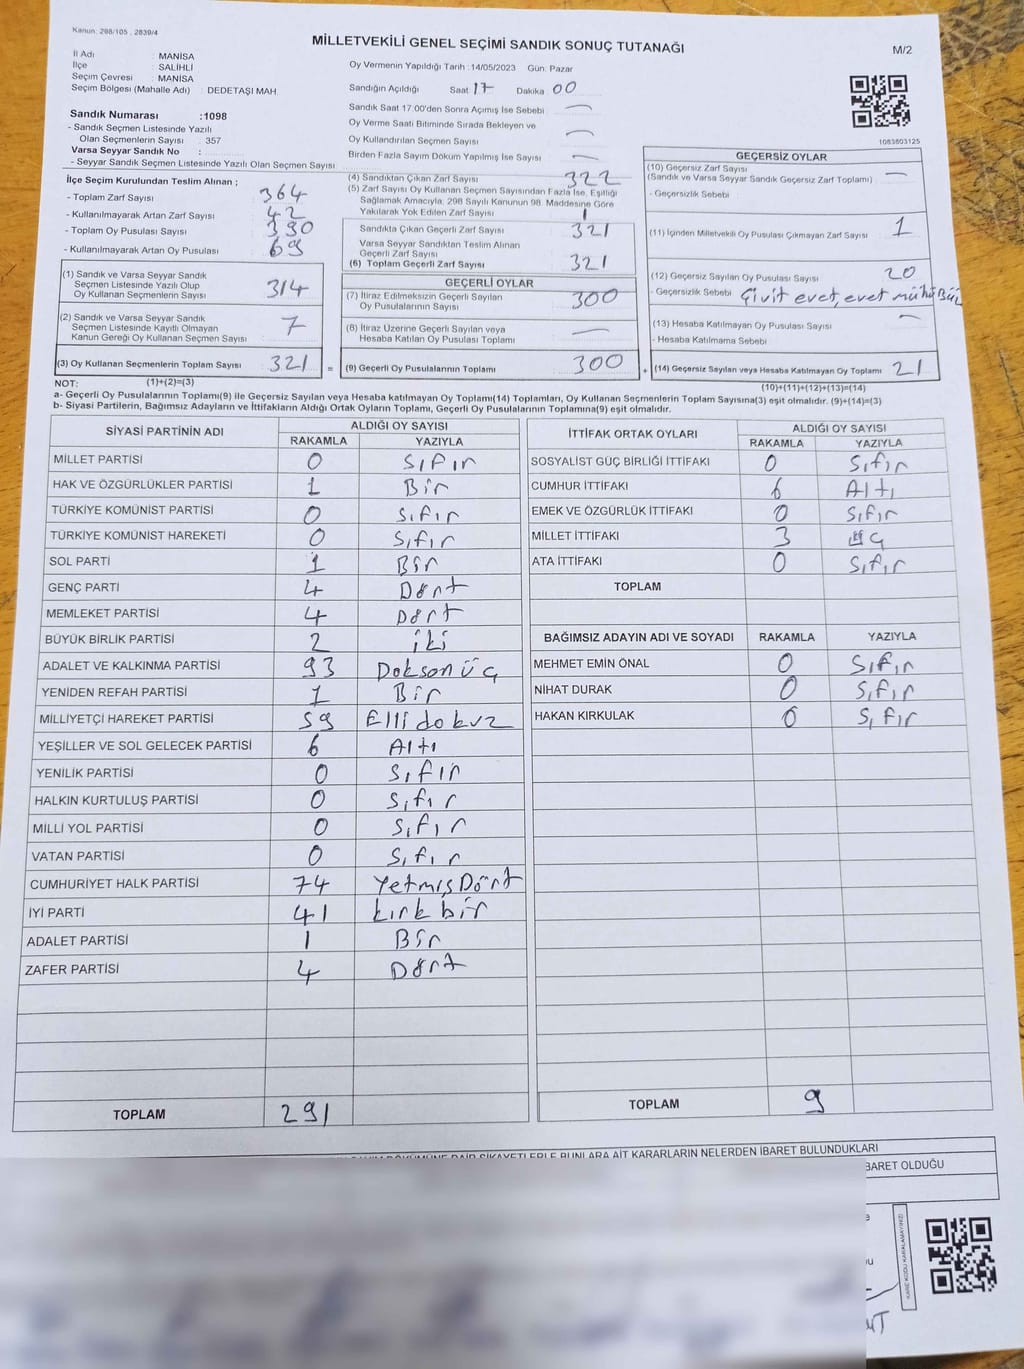 Kanun: 298/105 , 2839/4
MİLLETVEKİLİ GENEL SEÇİMİ SANDIK SONUÇ TUTANAĞI
M/2
İl Adı : MANİSA
İlçe : SALİHLİ
Seçim Çevresi : MANİSA
Seçim Bölgesi (Mahalle Adı) : DEDETAŞI MAH.
Sandık Numarası :1098
- Sandık Seçmen Listesinde Yazılı
Olan Seçmenlerin Sayısı : 357
Varsa Seyyar Sandık No :
- Seyyar Sandık Seçmen Listesinde Yazılı Olan Seçmen Sayısı
Oy Vermenin Yapıldığı Tarih :14/05/2023 Gün: Pazar
Sandığın Açıldığı Saat 17 Dakika 00
Sandık Saat 17.00'den Sonra Açımış İse Sebebi —
Oy Verme Saati Bitiminde Sırada Bekleyen ve
Oy Kullandırılan Seçmen Sayısı —
Birden Fazla Sayım Döküm Yapılmış İse Sayısı —
1083803125
İlçe Seçim Kurulundan Teslim Alınan ;
- Toplam Zarf Sayısı 364
- Kullanılmayarak Artan Zarf Sayısı 42
- Toplam Oy Pusulası Sayısı 390
- Kullanılmayarak Artan Oy Pusulası 69
(1) Sandık ve Varsa Seyyar Sandık
Seçmen Listesinde Yazılı Olup
Oy Kullanan Seçmenlerin Sayısı 314
(2) Sandık ve Varsa Seyyar Sandık
Seçmen Listesinde Kayıtlı Olmayan
Kanun Gereği Oy Kullanan Seçmen Sayısı 7
(3) Oy Kullanan Seçmenlerin Toplam Sayısı 321 =
(4) Sandıktan Çıkan Zarf Sayısı 322
(5) Zarf Sayısı Oy Kullanan Seçmen Sayısından Fazla İse, Eşitliği
Sağlamak Amacıyla, 298 Sayılı Kanunun 98. Maddesine Göre
Yakılarak Yok Edilen Zarf Sayısı 1
Sandıkta Çıkan Geçerli Zarf Sayısı 321
Varsa Seyyar Sandıktan Teslim Alınan
Geçerli Zarf Sayısı
(6) Toplam Geçerli Zarf Sayısı 321
GEÇERLİ OYLAR
(7) İtiraz Edilmeksizin Geçerli Sayılan
Oy Pusulalarının Sayısı 300
(8) İtiraz Üzerine Geçerli Sayılan veya
Hesaba Katılan Oy Pusulası Toplamı —
(9) Geçerli Oy Pusulalarının Toplamı 300 +
GEÇERSİZ OYLAR
(10) Geçersiz Zarf Sayısı
(Sandık ve Varsa Seyyar Sandık Geçersiz Zarf Toplamı) —
- Geçersizlik Sebebi
(11) İçinden Milletvekili Oy Pusulası Çıkmayan Zarf Sayısı 1
(12) Geçersiz Sayılan Oy Pusulası Sayısı 20
- Geçersizlik Sebebi Çivit evet, evet
(13) Hesaba Katılmayan Oy Pusulası Sayısı —
- Hesaba Katılmama Sebebi
(14) Geçersiz Sayılan veya Hesaba Katılmayan Oy Toplamı 21
NOT: (1)+(2)=(3)
(10)+(11)+(12)+(13)=(14)
a- Geçerli Oy Pusulalarının Toplamı(9) ile Geçersiz Sayılan veya Hesaba katılmayan Oy Toplamı(14) Toplamları, Oy Kullanan Seçmenlerin Toplam Sayısına(3) eşit olmalıdır. (9)+(14)=(3)
b- Siyasi Partilerin, Bağımsız Adayların ve İttifakların Aldığı Ortak Oyların Toplamı, Geçerli Oy Pusulalarının Toplamına(9) eşit olmalıdır.
SİYASİ PARTİNİN ADI
ALDIĞI OY SAYISI
RAKAMLA YAZIYLA
MİLLET PARTİSİ 0 Sıfır
HAK VE ÖZGÜRLÜKLER PARTİSİ 1 Bir
TÜRKİYE KOMÜNİST PARTİSİ 0 Sıfır
TÜRKİYE KOMÜNİST HAREKETİ 0 Sıfır
SOL PARTİ 1 Bir
GENÇ PARTİ 4 Dört
MEMLEKET PARTİSİ 4 Dört
BÜYÜK BİRLİK PARTİSİ 2 iki
ADALET VE KALKINMA PARTİSİ 93 Doksan üç
YENİDEN REFAH PARTİSİ 1 Bir
MİLLİYETÇİ HAREKET PARTİSİ 59 Elli dokuz
YEŞİLLER VE SOL GELECEK PARTİSİ 6 Altı
YENİLİK PARTİSİ 0 Sıfır
HALKIN KURTULUŞ PARTİSİ 0 Sıfır
MİLLİ YOL PARTİSİ 0 Sıfır
VATAN PARTİSİ 0 Sıfır
CUMHURİYET HALK PARTİSİ 74 Yetmiş Dört
İYİ PARTİ 41 kırk bir
ADALET PARTİSİ 1 Bir
ZAFER PARTİSİ 4 Dört
TOPLAM 291
İTTİFAK ORTAK OYLARI
ALDIĞI OY SAYISI
RAKAMLA YAZIYLA
SOSYALİST GÜÇ BİRLİĞİ İTTİFAKI 0 Sıfır
CUMHUR İTTİFAKI 6 Altı
EMEK VE ÖZGÜRLÜK İTTİFAKI 0 Sıfır
MİLLET İTTİFAKI 3 üç
ATA İTTİFAKI 0 Sıfır
TOPLAM
BAĞIMSIZ ADAYIN ADI VE SOYADI RAKAMLA YAZIYLA
MEHMET EMİN ÖNAL 0 Sıfır
NİHAT DURAK 0 Sıfır
HAKAN KIRKULAK 0 Sıfır
TOPLAM 9
ŞİKAYETLERLE BUNLARA AİT KARARLARIN NELERDEN İBARET BULUNDUKLARI
BARET OLDUĞU
KARE KODU KARALAMAYINIZ!